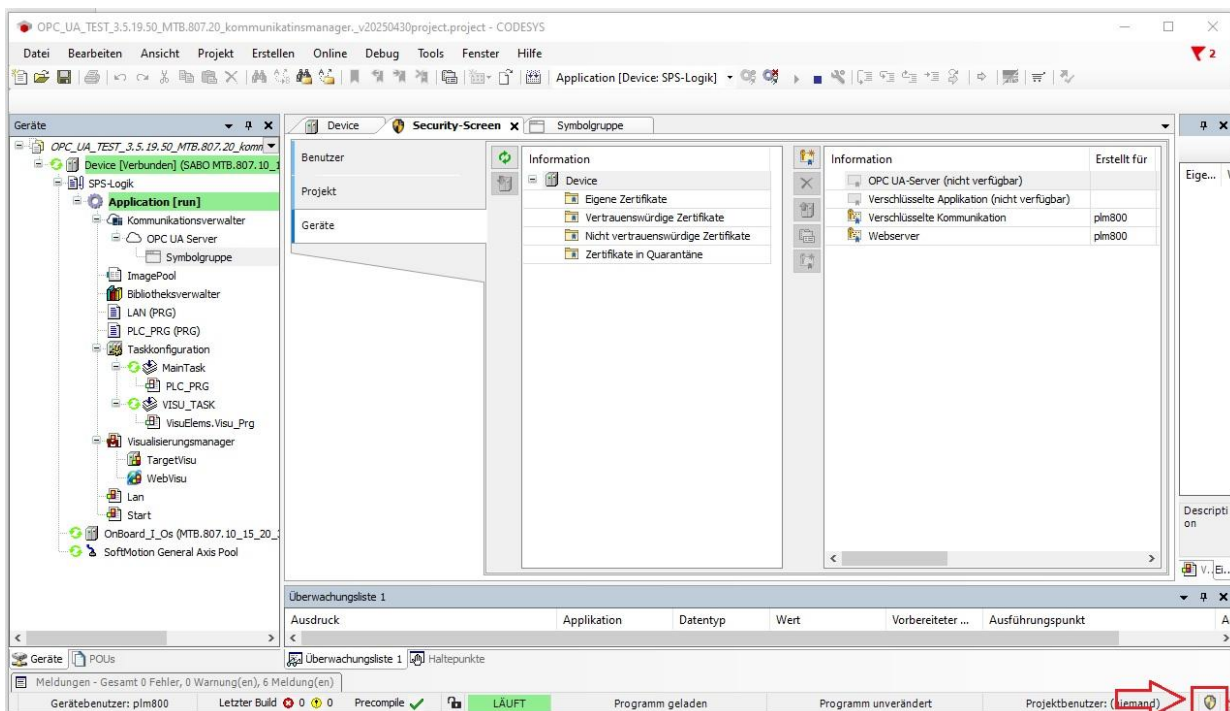 OPC_UA_TEST_3.5.19.50_MTB.807.20_kommunikatinsmanager._v20250430project.project - CODESYS
Datei Bearbeiten Ansicht Projekt Erstellen Online Debug Tools Fenster Hilfe
2
Application [Device: SPS-Logik]
Geräte
OPC_UA_TEST_3.5.19.50_MTB.807.20_komm
Device [Verbunden] (SABO MTB.807.10_1
SPS-Logik
Application [run]
Kommunikationsverwalter
OPC UA Server
Symbolgruppe
ImagePool
Bibliotheksverwalter
LAN (PRG)
PLC_PRG (PRG)
Taskkonfiguration
MainTask
PLC_PRG
VISU_TASK
VisuElems.Visu_Prg
Visualisierungsmanager
TargetVisu
WebVisu
Lan
Start
OnBoard_I_Os (MTB.807.10_15_20_
SoftMotion General Axis Pool
Geräte POUs
Device Security-Screen Symbolgruppe
Benutzer
Projekt
Geräte
Information
Device
Eigene Zertifikate
Vertrauenswürdige Zertifikate
Nicht vertrauenswürdige Zertifikate
Zertifikate in Quarantäne
Information Erstellt für
OPC UA-Server (nicht verfügbar)
Verschlüsselte Applikation (nicht verfügbar)
Verschlüsselte Kommunikation plm800
Webserver plm800
Eige...
Descripti
on
V.. Ei..
Überwachungsliste 1
Ausdruck Applikation Datentyp Wert Vorbereiteter ... Ausführungspunkt A
Überwachungsliste 1 Haltepunkte
Meldungen - Gesamt 0 Fehler, 0 Warnung(en), 6 Meldung(en)
Gerätebenutzer: plm800 Letzter Build 0 0 Precompile LÄUFT Programm geladen Programm unverändert Projektbenutzer: (niemand)